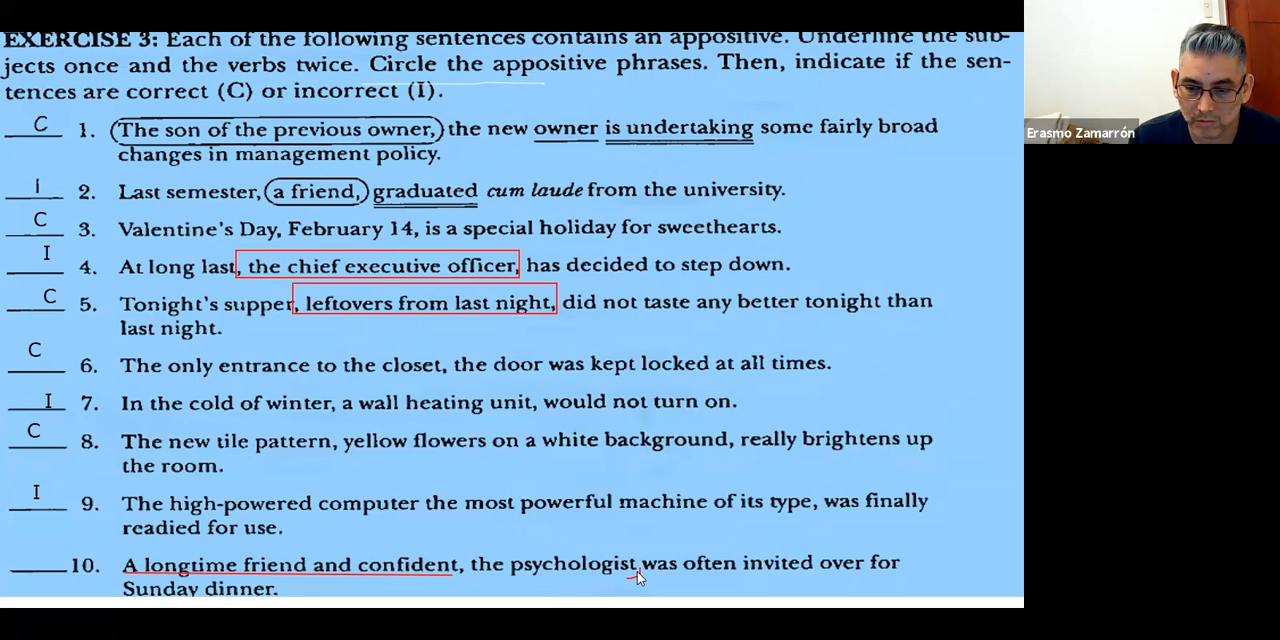 EXERCISE 3: Each of the following sentences contains an appositive. Underline the sub-
jects once and the verbs twice. Circle the appositive phrases. Then, indicate if the sen-
tences are correct (C) or incorrect (I).
C 1. The son of the previous owner, the new owner is undertaking some fairly broad
changes in management policy.
I 2. Last semester, a friend, graduated cum laude from the university.
C 3. Valentine's Day, February 14, is a special holiday for sweethearts.
I 4. At long last, the chief executive officer, has decided to step down.
C 5. Tonight's supper, leftovers from last night, did not taste any better tonight than
last night.
C 6. The only entrance to the closet, the door was kept locked at all times.
I 7. In the cold of winter, a wall heating unit, would not turn on.
C 8. The new tile pattern, yellow flowers on a white background, really brightens up
the room.
I 9. The high-powered computer the most powerful machine of its type, was finally
readied for use.
10. A longtime friend and confident, the psychologist was often invited over for
Sunday dinner.
Erasmo Zamarrón